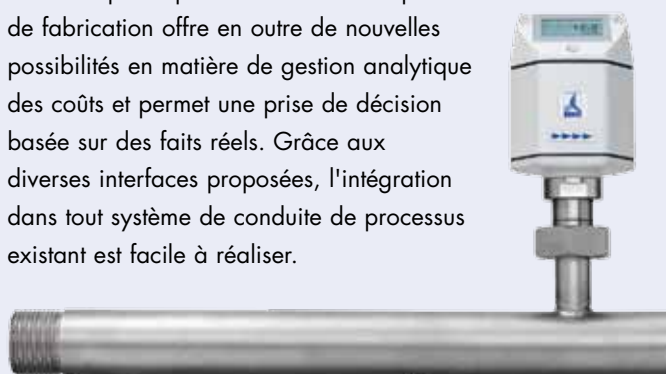 de fabrication offre en outre de nouvelles
possibilités en matière de gestion analytique
des coûts et permet une prise de décision
basée sur des faits réels. Grâce aux
diverses interfaces proposées, l'intégration
dans tout système de conduite de processus
existant est facile à réaliser.